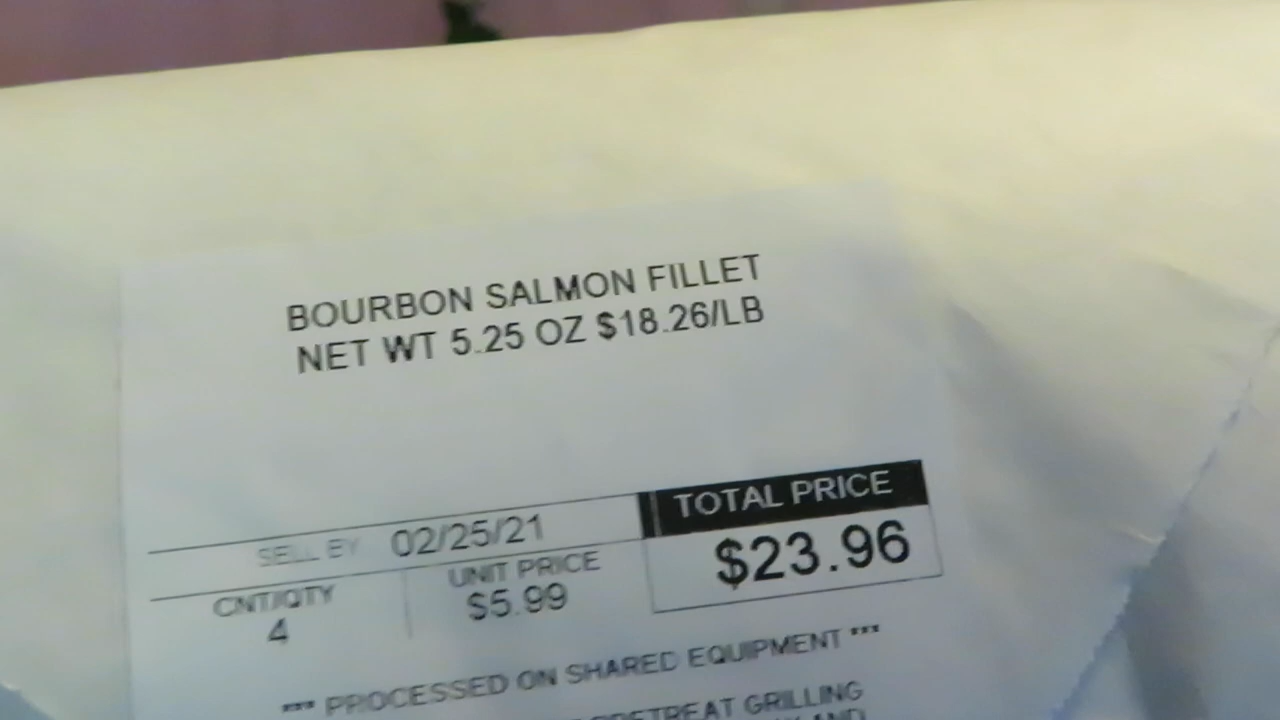 BOURBON SALMON FILLET
NET WT 5.25 OZ $18.26/LB
TOTAL PRICE
SELL BY 02/25/21
$23.96
CNT/QTY UNIT PRICE
4 $5.99
*** PROCESSED ON SHARED EQUIPMENT ***
GRILLING